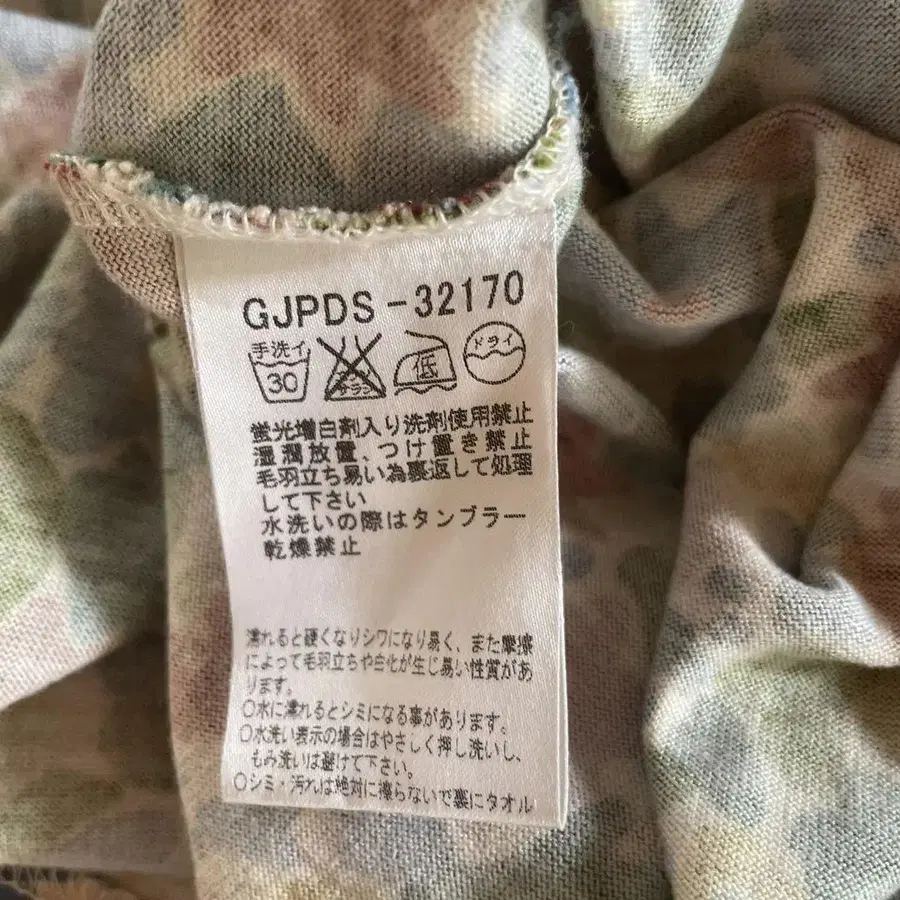 GJPDS-32170
手洗イ ドライ
30 サラシ 低
蛍光増白剤入り洗剤使用禁止
湿潤放置、つけ置き禁止
毛羽立ち易い為裏返して処理
して下さい
水洗いの際はタンブラー
乾燥禁止
濡れると硬くなりシワになり易く、また摩擦
によって毛羽立ちや白化が生じ易い性質があ
ります。
○水に濡れるとシミになる事があります。
○水洗い表示の場合はやさしく押し洗いし、
もみ洗いは避けて下さい。
○シミ・汚れは絶対に擦らないで裏にタオル